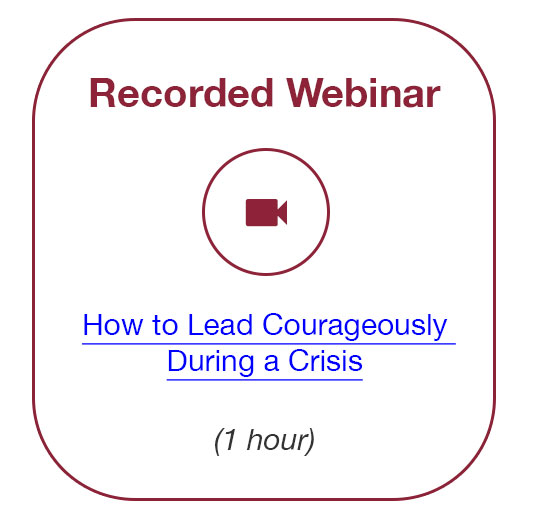 Recorded Webinar
How to Lead Courageously
During a Crisis
(1 hour)